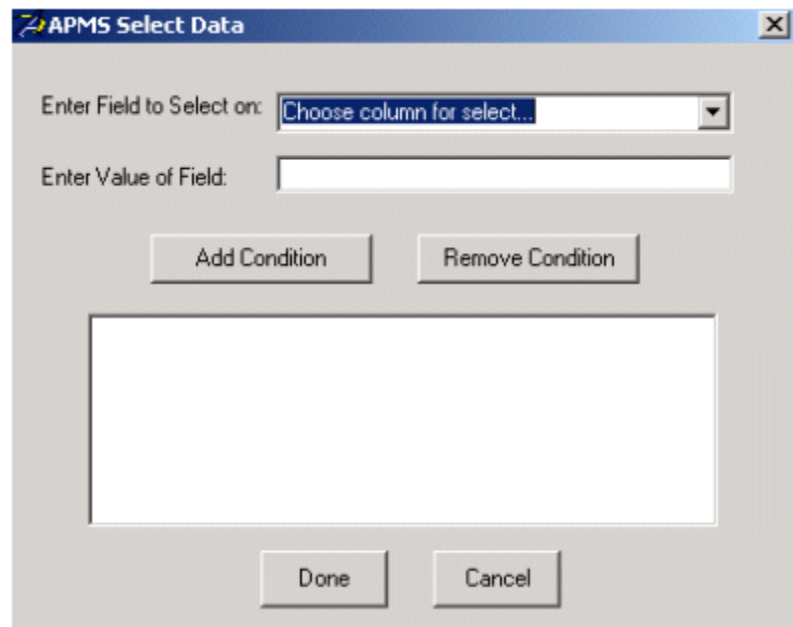 APMS Select Data
Enter Field to Select on: Choose column for select...
Enter Value of Field:
Add Condition Remove Condition
Done Cancel